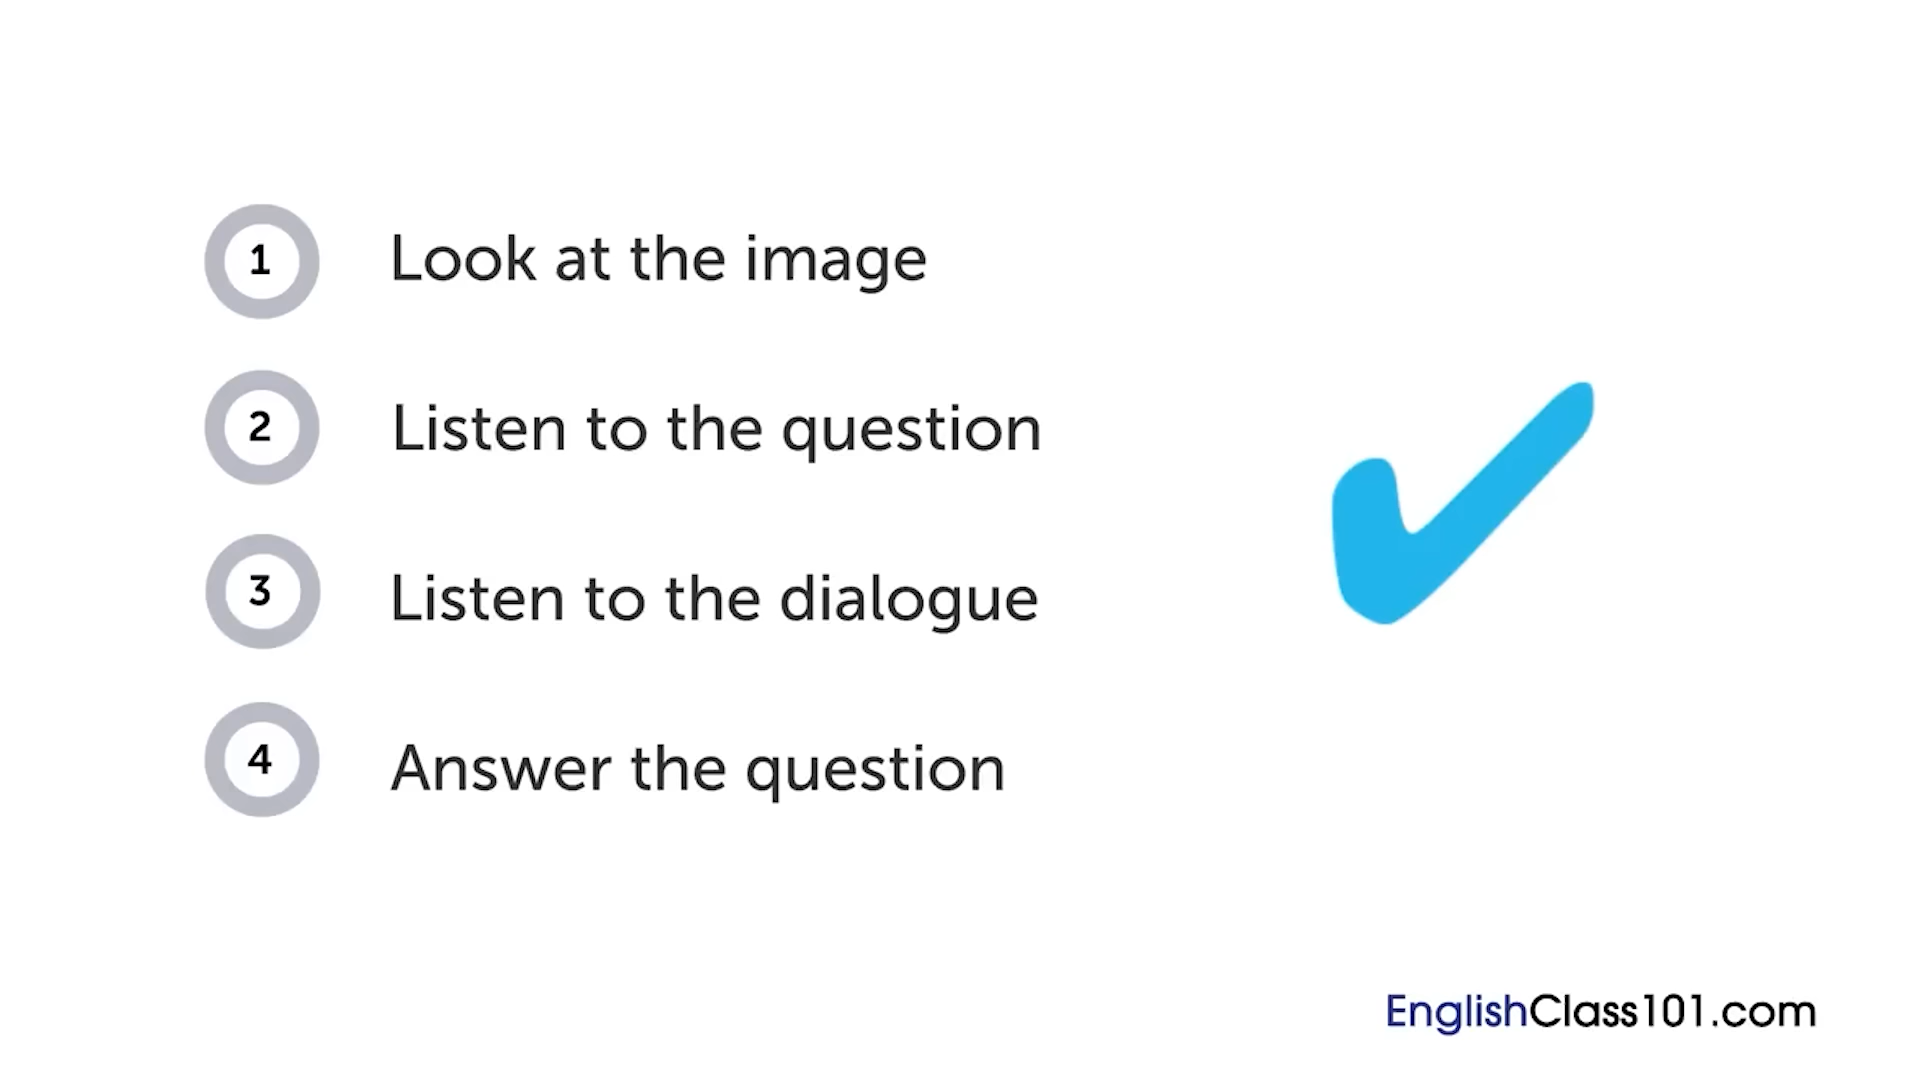 1 Look at the image
2 Listen to the question
3 Listen to the dialogue
4 Answer the question
EnglishClass101.com